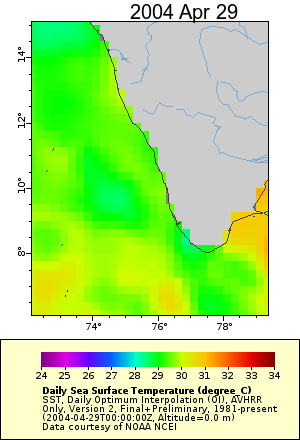 2004 Apr 29
14°
12°
10°
8°
74° 76° 78°
24 25 26 27 28 29 30 31 32 33 34
Daily Sea Surface Temperature (degree_C)
SST, Daily Optimum Interpolation (OI), AVHRR
Only, Version 2, Final+Preliminary, 1981-present
(2004-04-29T00:00:00Z, Altitude=0.0 m)
Data courtesy of NOAA NCEI